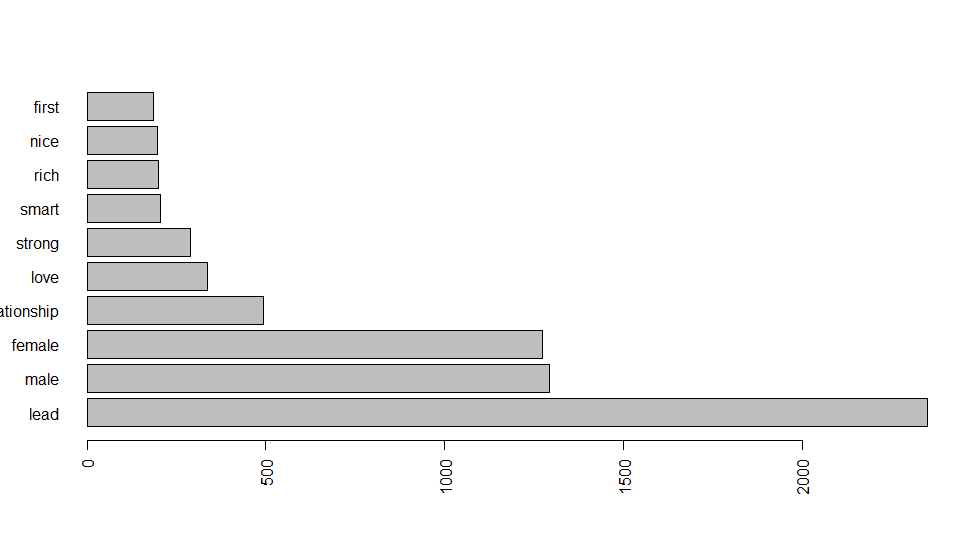 first
nice
rich
smart
strong
love
ationship
female
male
lead
0
500
1000
1500
2000